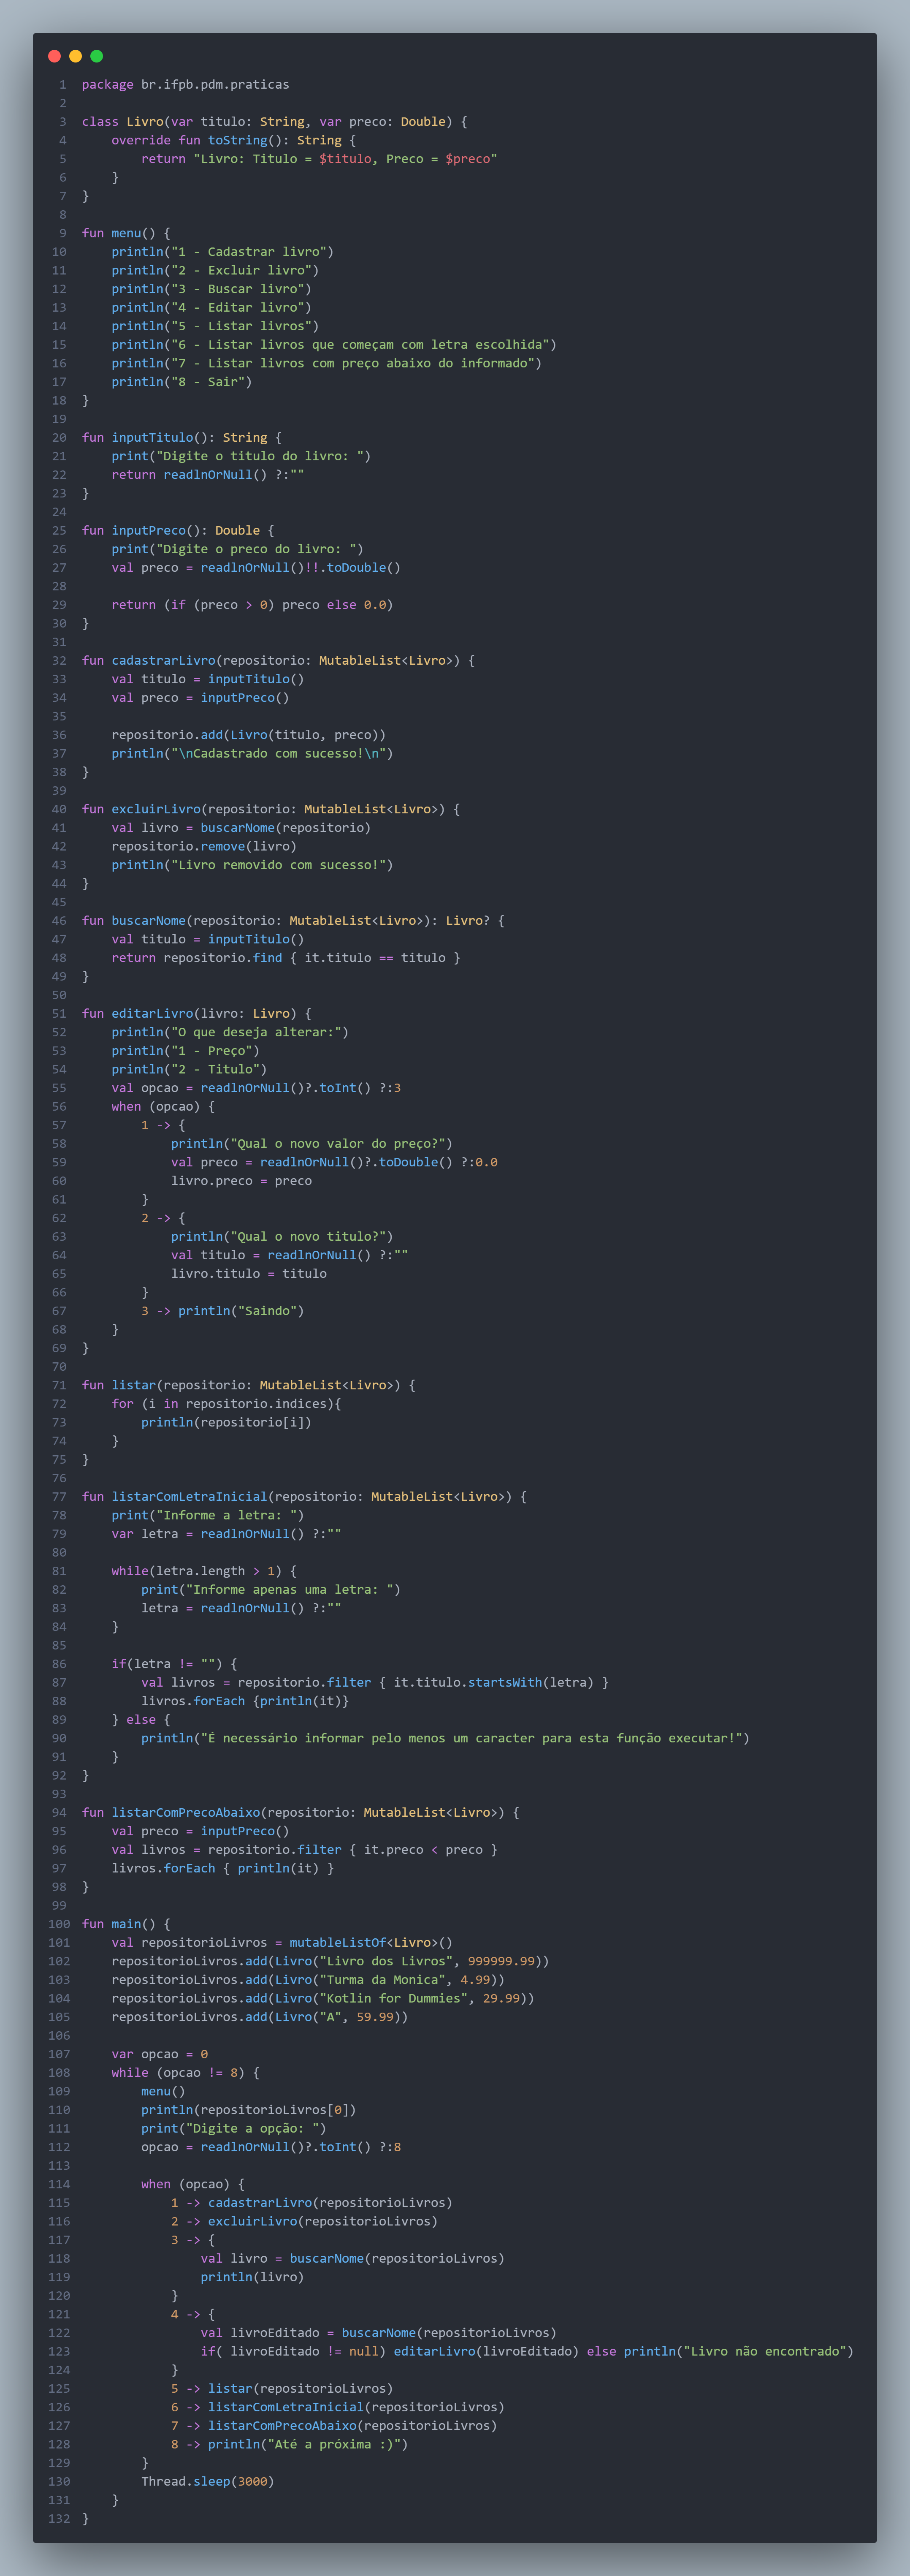 1 package br.ifpb.pdm.praticas
2
3 class Livro(var titulo: String, var preco: Double) {
4     override fun toString(): String {
5         return "Livro: Titulo = $titulo, Preco = $preco"
6     }
7 }
8
9 fun menu() {
10     println("1 - Cadastrar livro")
11     println("2 - Excluir livro")
12     println("3 - Buscar livro")
13     println("4 - Editar livro")
14     println("5 - Listar livros")
15     println("6 - Listar livros que começam com letra escolhida")
16     println("7 - Listar livros com preço abaixo do informado")
17     println("8 - Sair")
18 }
19
20 fun inputTitulo(): String {
21     print("Digite o titulo do livro: ")
22     return readlnOrNull() ?:""
23 }
24
25 fun inputPreco(): Double {
26     print("Digite o preco do livro: ")
27     val preco = readlnOrNull()!!.toDouble()
28
29     return (if (preco > 0) preco else 0.0)
30 }
31
32 fun cadastrarLivro(repositorio: MutableList<Livro>) {
33     val titulo = inputTitulo()
34     val preco = inputPreco()
35
36     repositorio.add(Livro(titulo, preco))
37     println("\nCadastrado com sucesso!\n")
38 }
39
40 fun excluirLivro(repositorio: MutableList<Livro>) {
41     val livro = buscarNome(repositorio)
42     repositorio.remove(livro)
43     println("Livro removido com sucesso!")
44 }
45
46 fun buscarNome(repositorio: MutableList<Livro>): Livro? {
47     val titulo = inputTitulo()
48     return repositorio.find { it.titulo == titulo }
49 }
50
51 fun editarLivro(livro: Livro) {
52     println("O que deseja alterar:")
53     println("1 - Preço")
54     println("2 - Titulo")
55     val opcao = readlnOrNull()?.toInt() ?:3
56     when (opcao) {
57         1 -> {
58             println("Qual o novo valor do preço?")
59             val preco = readlnOrNull()?.toDouble() ?:0.0
60             livro.preco = preco
61         }
62         2 -> {
63             println("Qual o novo titulo?")
64             val titulo = readlnOrNull() ?:""
65             livro.titulo = titulo
66         }
67         3 -> println("Saindo")
68     }
69 }
70
71 fun listar(repositorio: MutableList<Livro>) {
72     for (i in repositorio.indices){
73         println(repositorio[i])
74     }
75 }
76
77 fun listarComLetraInicial(repositorio: MutableList<Livro>) {
78     print("Informe a letra: ")
79     var letra = readlnOrNull() ?:""
80
81     while(letra.length > 1) {
82         print("Informe apenas uma letra: ")
83         letra = readlnOrNull() ?:""
84     }
85
86     if(letra != "") {
87         val livros = repositorio.filter { it.titulo.startsWith(letra) }
88         livros.forEach {println(it)}
89     } else {
90         println("É necessário informar pelo menos um caracter para esta função executar!")
91     }
92 }
93
94 fun listarComPrecoAbaixo(repositorio: MutableList<Livro>) {
95     val preco = inputPreco()
96     val livros = repositorio.filter { it.preco < preco }
97     livros.forEach { println(it) }
98 }
99
100 fun main() {
101     val repositorioLivros = mutableListOf<Livro>()
102     repositorioLivros.add(Livro("Livro dos Livros", 999999.99))
103     repositorioLivros.add(Livro("Turma da Monica", 4.99))
104     repositorioLivros.add(Livro("Kotlin for Dummies", 29.99))
105     repositorioLivros.add(Livro("A", 59.99))
106
107     var opcao = 0
108     while (opcao != 8) {
109         menu()
110         println(repositorioLivros[0])
111         print("Digite a opção: ")
112         opcao = readlnOrNull()?.toInt() ?:8
113
114         when (opcao) {
115             1 -> cadastrarLivro(repositorioLivros)
116             2 -> excluirLivro(repositorioLivros)
117             3 -> {
118                 val livro = buscarNome(repositorioLivros)
119                 println(livro)
120             }
121             4 -> {
122                 val livroEditado = buscarNome(repositorioLivros)
123                 if( livroEditado != null) editarLivro(livroEditado) else println("Livro não encontrado")
124             }
125             5 -> listar(repositorioLivros)
126             6 -> listarComLetraInicial(repositorioLivros)
127             7 -> listarComPrecoAbaixo(repositorioLivros)
128             8 -> println("Até a próxima :)")
129         }
130         Thread.sleep(3000)
131     }
132 }